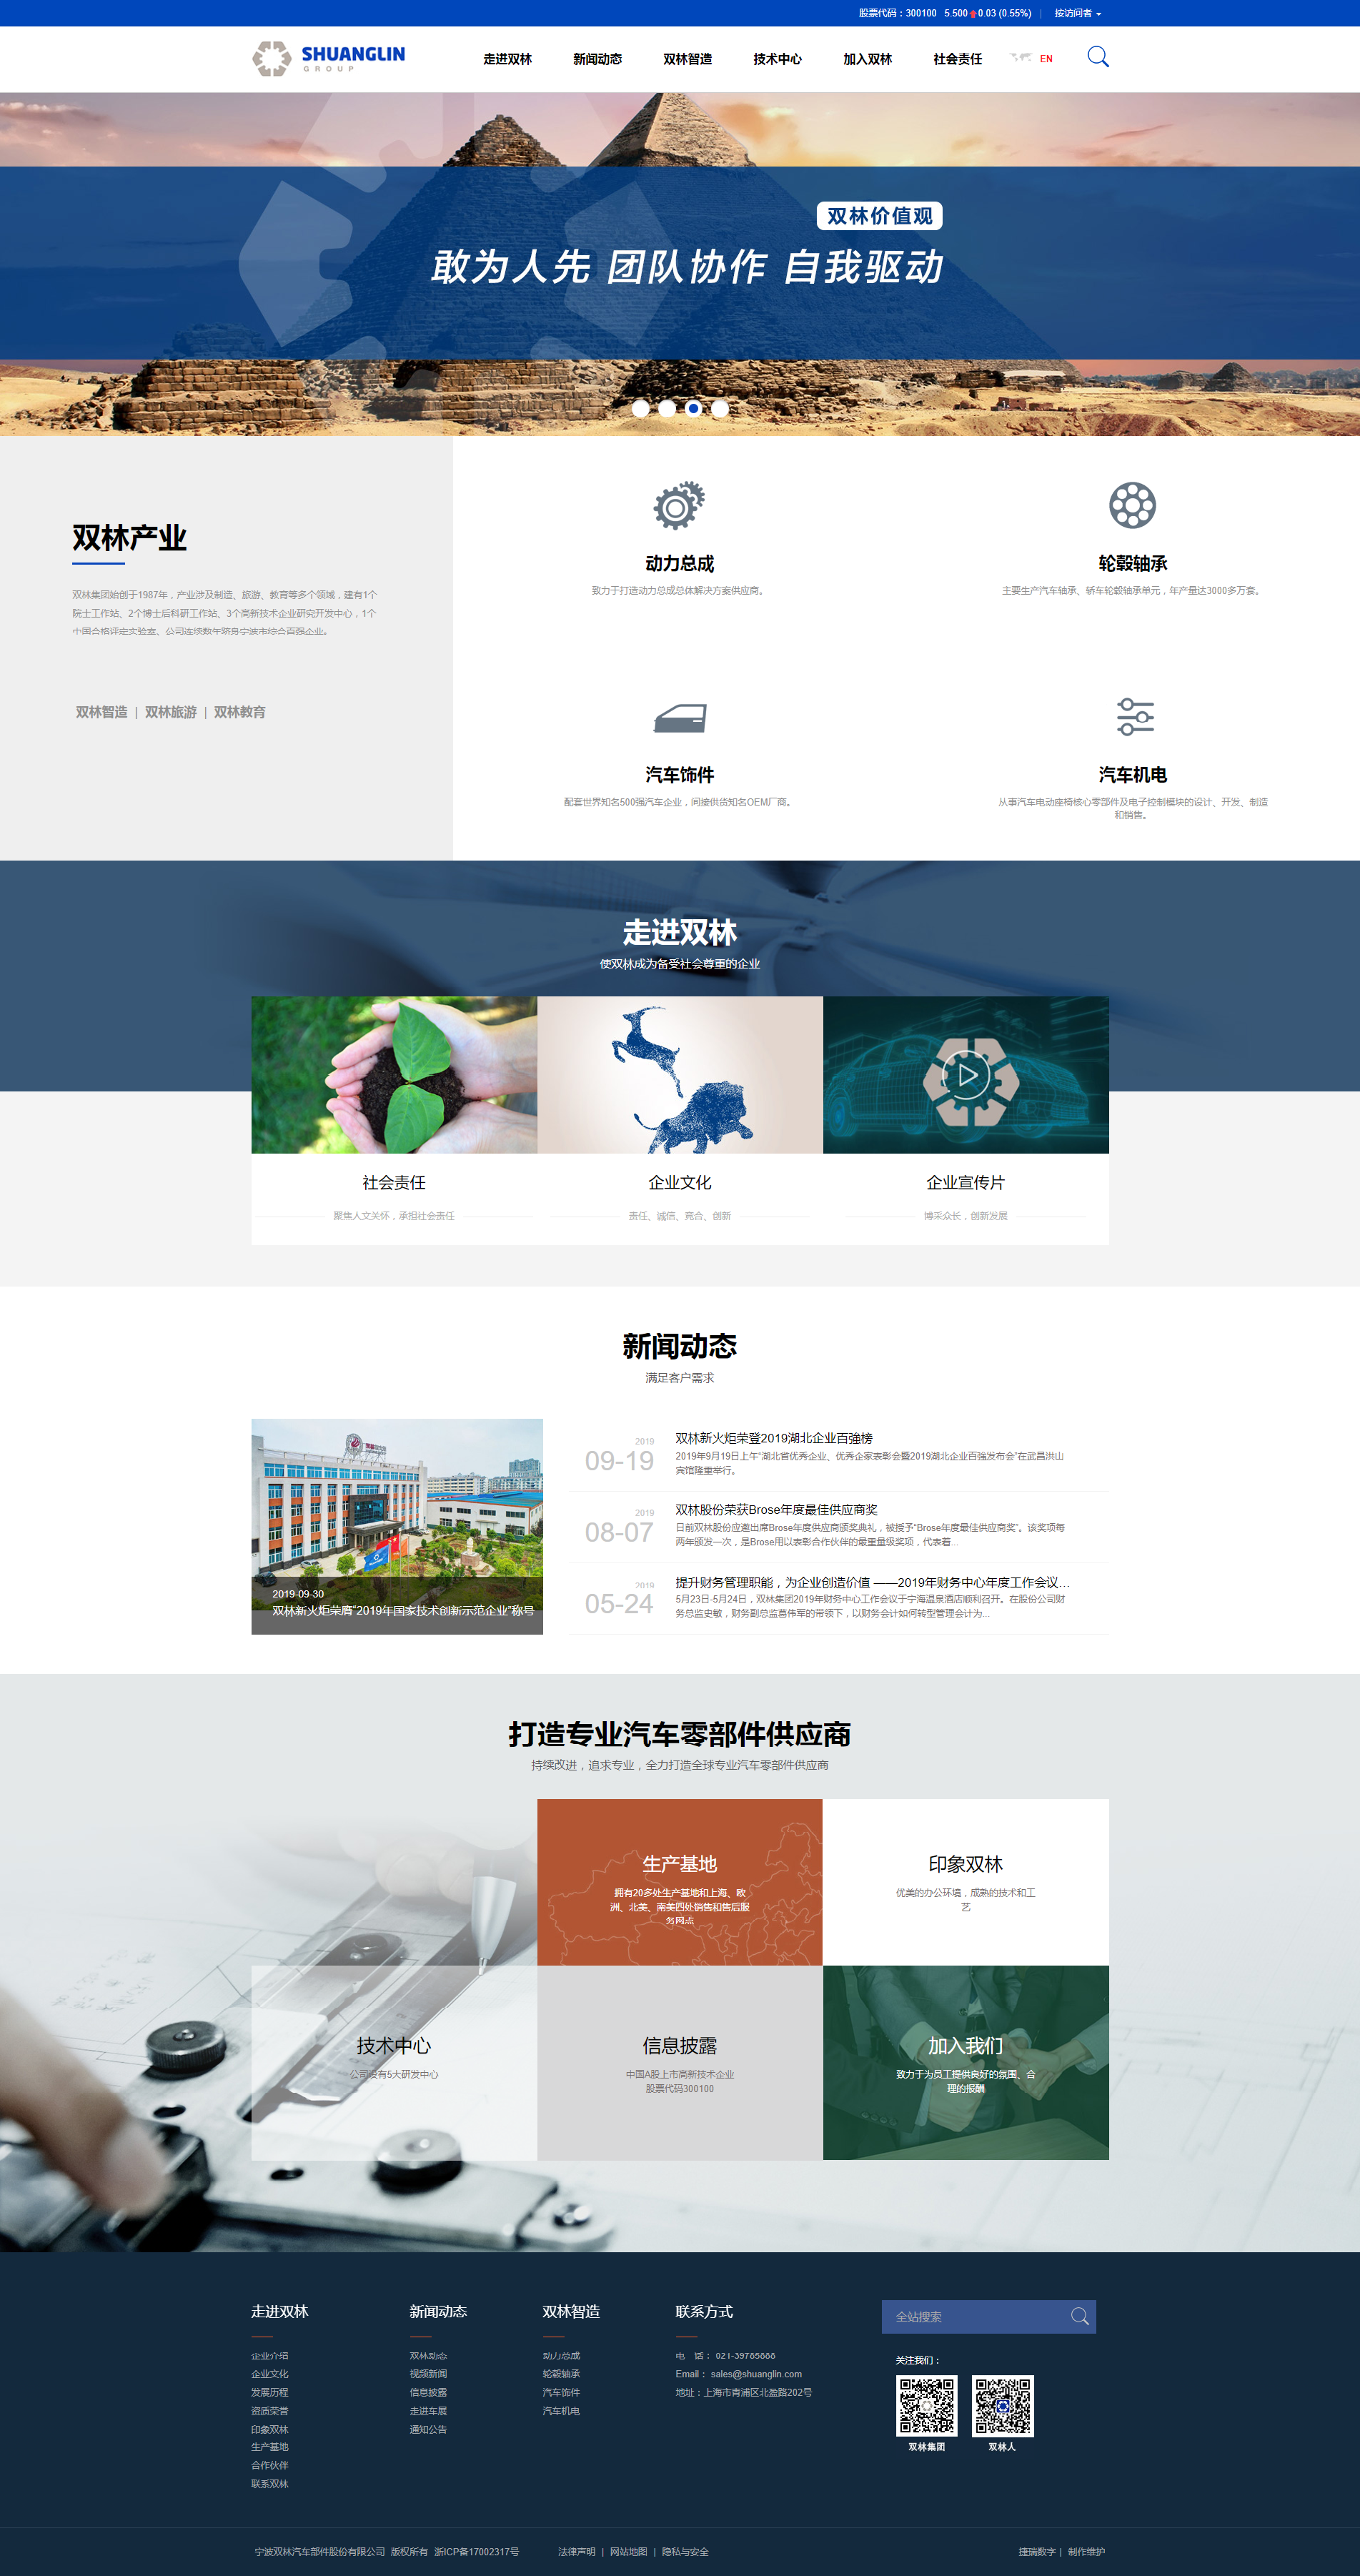 股票代码：300100 5.500 0.03 (0.55%) | 按访问者
SHUANGLIN
GROUP
走进双林 新闻动态 双林智造 技术中心 加入双林 社会责任 EN
双林价值观
敢为人先 团队协作 自我驱动
双林产业
双林集团始创于1987年，产业涉及制造、旅游、教育等多个领域，建有1个
院士工作站、2个博士后科研工作站、3个高新技术企业研究开发中心，1个
中国合格评定实验室、公司连续数年跻身宁波市综合百强企业。
双林智造 | 双林旅游 | 双林教育
动力总成
致力于打造动力总成总体解决方案供应商。
轮毂轴承
主要生产汽车轴承、轿车轮毂轴承单元，年产量达3000多万套。
汽车饰件
配套世界知名500强汽车企业，间接供货知名OEM厂商。
汽车机电
从事汽车电动座椅核心零部件及电子控制模块的设计、开发、制造
和销售。
走进双林
使双林成为备受社会尊重的企业
社会责任
聚焦人文关怀，承担社会责任
企业文化
责任、诚信、竞合、创新
企业宣传片
博采众长，创新发展
新闻动态
满足客户需求
2019-09-30
双林新火炬荣膺“2019年国家技术创新示范企业”称号
2019
09-19
双林新火炬荣登2019湖北企业百强榜
2019年9月19日上午“湖北省优秀企业、优秀企家表彰会暨2019湖北企业百强发布会”在武昌洪山
宾馆隆重举行。
2019
08-07
双林股份荣获Brose年度最佳供应商奖
日前双林股份应邀出席Brose年度供应商颁奖典礼，被授予“Brose年度最佳供应商奖”。该奖项每
两年颁发一次，是Brose用以表彰合作伙伴的最重量级奖项，代表着...
2019
05-24
提升财务管理职能，为企业创造价值 ——2019年财务中心年度工作会议...
5月23日-5月24日，双林集团2019年财务中心工作会议于宁海温泉酒店顺利召开。在股份公司财
务总监史敏，财务副总监葛伟军的带领下，以财务会计如何转型管理会计为...
打造专业汽车零部件供应商
持续改进，追求专业，全力打造全球专业汽车零部件供应商
生产基地
拥有20多处生产基地和上海、欧
洲、北美、南美四处销售和售后服
务网点
印象双林
优美的办公环境，成熟的技术和工
艺
技术中心
公司设有5大研发中心
信息披露
中国A股上市高新技术企业
股票代码300100
加入我们
致力于为员工提供良好的氛围、合
理的报酬
走进双林
企业介绍
企业文化
发展历程
资质荣誉
印象双林
生产基地
合作伙伴
联系双林
新闻动态
双林动态
视频新闻
信息披露
走进车展
通知公告
双林智造
动力总成
轮毂轴承
汽车饰件
汽车机电
联系方式
电 话： 021-39785888
Email： sales@shuanglin.com
地址：上海市青浦区北盈路202号
全站搜索
关注我们：
双林集团 双林人
宁波双林汽车部件股份有限公司 版权所有 浙ICP备17002317号 法律声明 | 网站地图 | 隐私与安全 捷瑞数字 | 制作维护